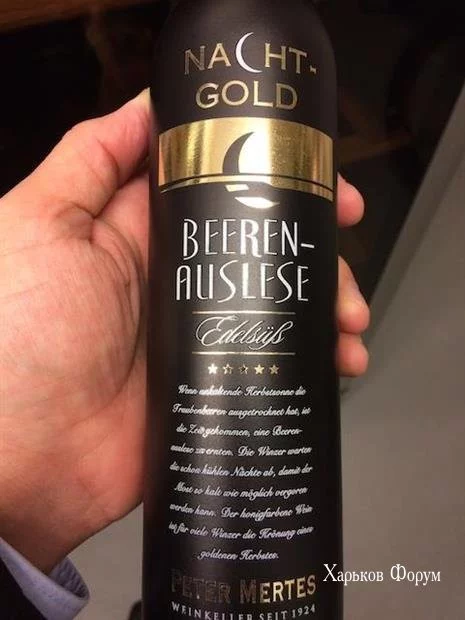 NACHT-
GOLD
BEEREN-
AUSLESE
Edelsüß
Wenn anhaltende Herbstsonne die
Traubenbeeren ausgetrocknet hat, ist
die Zeit gekommen, eine Beeren-
auslese zu ernten. Die Winzer warten
die schon kühlen Nächte ab, damit der
Most so kalt wie möglich vergoren
werden kann. Der honigfarbene Wein
ist für viele Winzer die Krönung eines
goldenen Herbstes.
PETER MERTES
WEINKELLER SEIT 1924
Харьков Форум